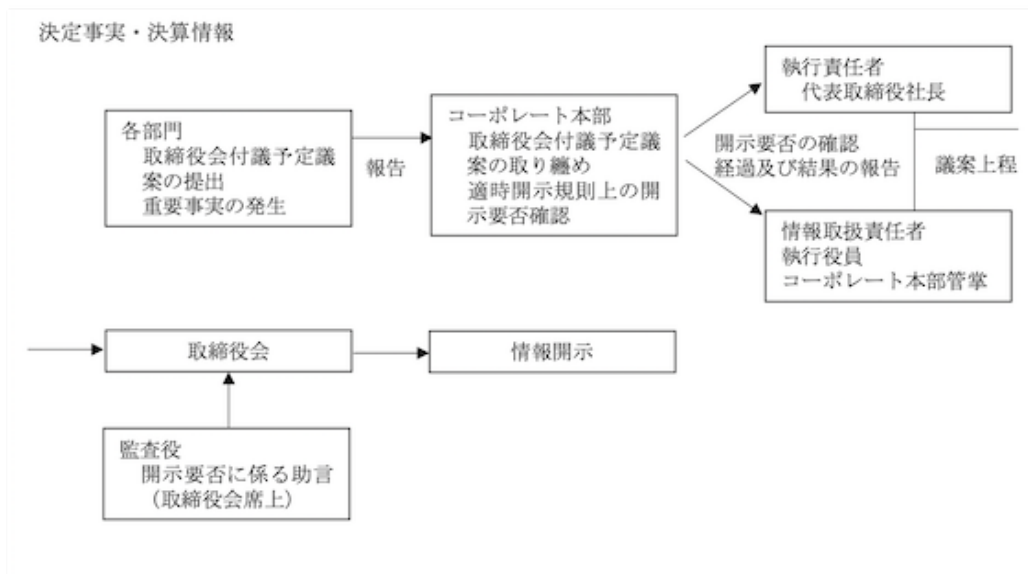 決定事実・決算情報
各部門
取締役会付議予定議
案の提出
重要事実の発生
報告
コーポレート本部
取締役会付議予定議
案の取り纏め
適時開示規則上の開
示要否確認
執行責任者
代表取締役社長
開示要否の確認
経過及び結果の報告
議案上程
情報取扱責任者
執行役員
コーポレート本部管掌
取締役会
情報開示
監査役
開示要否に係る助言
(取締役会席上)